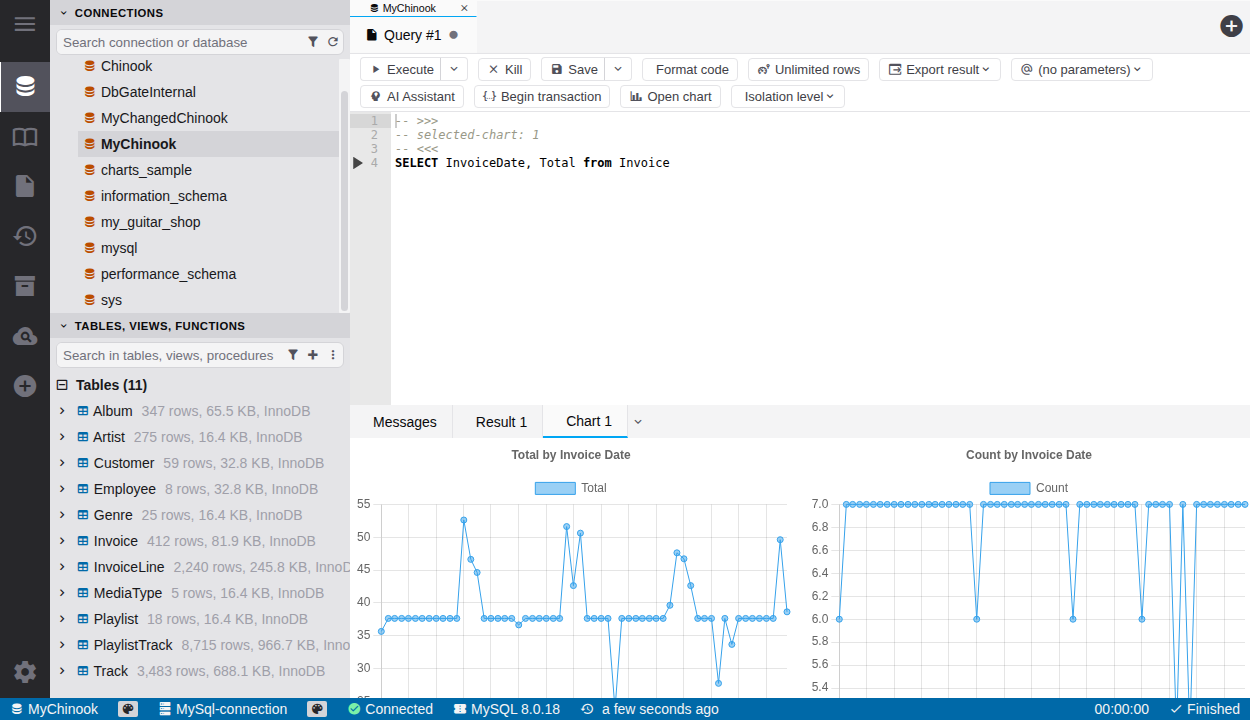 CONNECTIONS
Search connection or database
Chinook
DbGateInternal
MyChangedChinook
MyChinook
charts_sample
information_schema
my_guitar_shop
mysql
performance_schema
sys
TABLES, VIEWS, FUNCTIONS
Search in tables, views, procedures
Tables (11)
Album 347 rows, 65.5 KB, InnoDB
Artist 275 rows, 16.4 KB, InnoDB
Customer 59 rows, 32.8 KB, InnoDB
Employee 8 rows, 32.8 KB, InnoDB
Genre 25 rows, 16.4 KB, InnoDB
Invoice 412 rows, 81.9 KB, InnoDB
InvoiceLine 2,240 rows, 245.8 KB, InnoD
MediaType 5 rows, 16.4 KB, InnoDB
Playlist 18 rows, 16.4 KB, InnoDB
PlaylistTrack 8,715 rows, 966.7 KB, Inno
Track 3,483 rows, 688.1 KB, InnoDB
MyChinook
Query #1
Execute Kill Save Format code Unlimited rows Export result @ (no parameters)
AI Assistant Begin transaction Open chart Isolation level
1 -- >>>
2 -- selected-chart: 1
3 -- <<<
4 SELECT InvoiceDate, Total from Invoice
Messages Result 1 Chart 1
Total by Invoice Date
Total
55
50
45
40
35
30
25
Count by Invoice Date
Count
7.0
6.8
6.6
6.4
6.2
6.0
5.8
5.6
5.4
MyChinook MySql-connection Connected MySQL 8.0.18 a few seconds ago 00:00:00 Finished